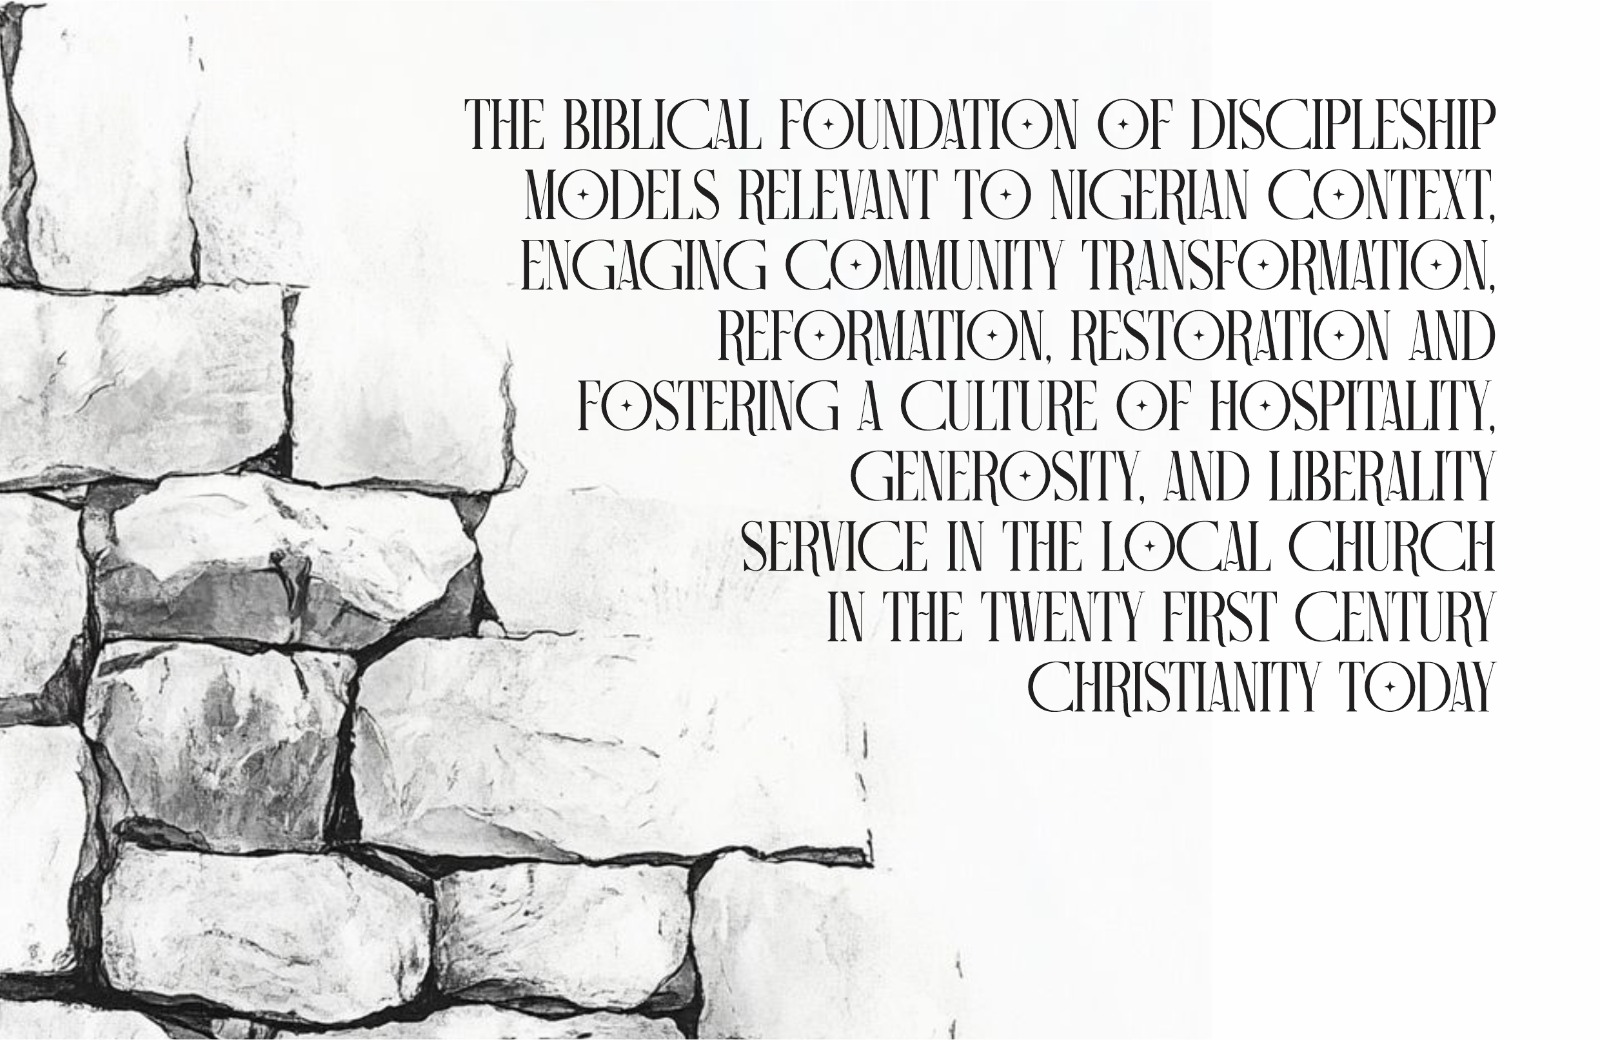 THE BIBLICAL FOUNDATION OF DISCIPLESHIP
MODELS RELEVANT TO NIGERIAN CONTEXT,
ENGAGING COMMUNITY TRANSFORMATION,
REFORMATION, RESTORATION AND
FOSTERING A CULTURE OF HOSPITALITY,
GENEROSITY, AND LIBERALITY
SERVICE IN THE LOCAL CHURCH
IN THE TWENTY FIRST CENTURY
CHRISTIANITY TODAY